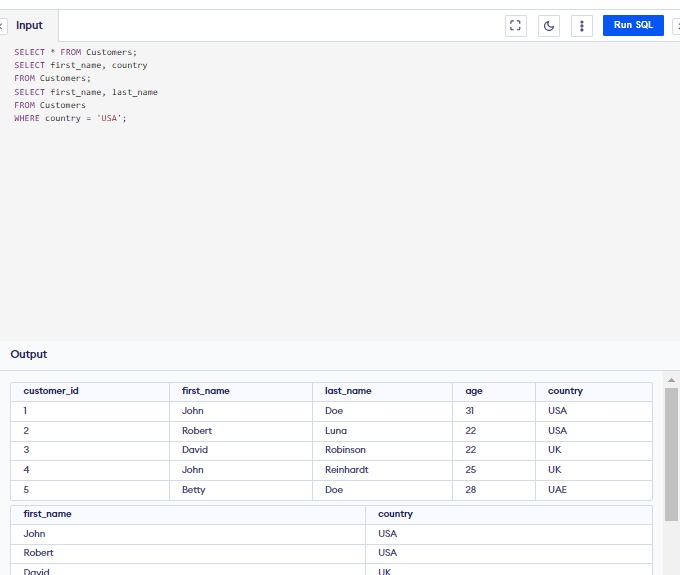 Input Run SQL
SELECT * FROM Customers;
SELECT first_name, country
FROM Customers;
SELECT first_name, last_name
FROM Customers
WHERE country = 'USA';
Output
customer_id first_name last_name age country
1 John Doe 31 USA
2 Robert Luna 22 USA
3 David Robinson 22 UK
4 John Reinhardt 25 UK
5 Betty Doe 28 UAE
first_name country
John USA
Robert USA
David UK